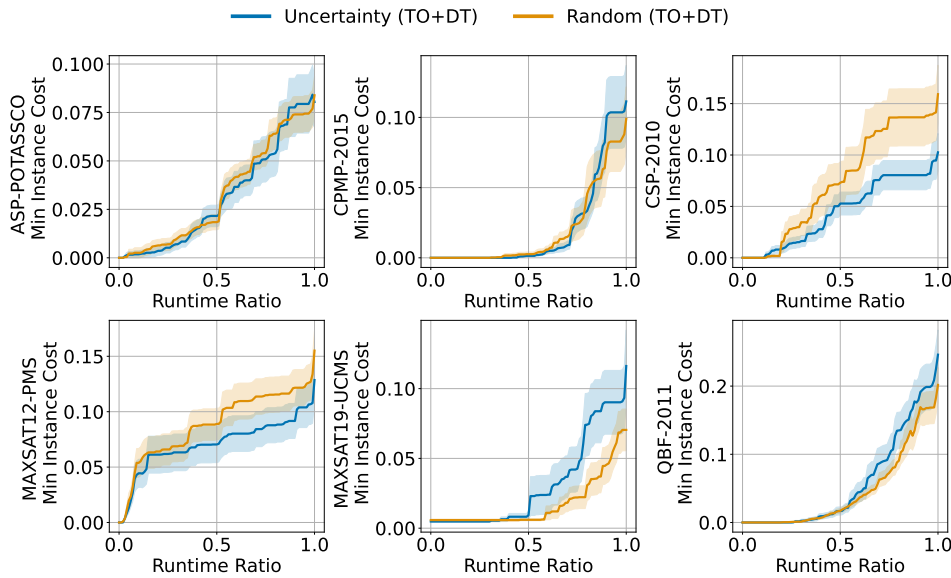 Uncertainty (TO+DT) Random (TO+DT)
ASP-POTASSCO
Min Instance Cost
0.100
0.075
0.050
0.025
0.000
0.0 0.5 1.0
Runtime Ratio
CPMP-2015
Min Instance Cost
0.10
0.05
0.00
0.0 0.5 1.0
Runtime Ratio
CSP-2010
Min Instance Cost
0.15
0.10
0.05
0.00
0.0 0.5 1.0
Runtime Ratio
MAXSAT12-PMS
Min Instance Cost
0.15
0.10
0.05
0.00
0.0 0.5 1.0
Runtime Ratio
MAXSAT19-UCMS
Min Instance Cost
0.10
0.05
0.00
0.0 0.5 1.0
Runtime Ratio
QBF-2011
Min Instance Cost
0.2
0.1
0.0
0.0 0.5 1.0
Runtime Ratio